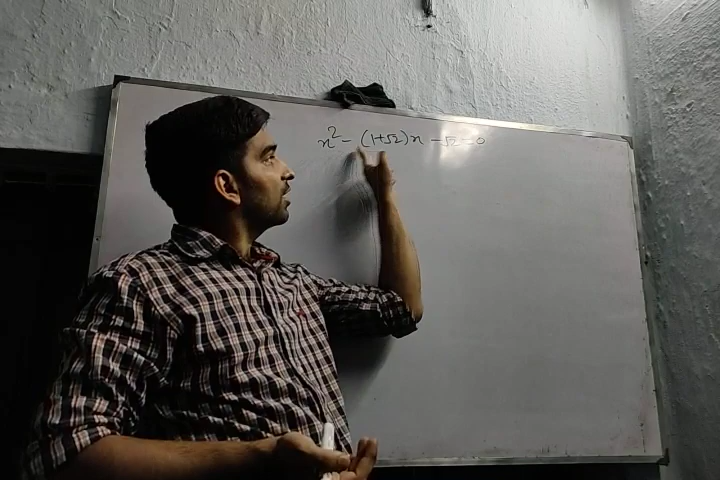 x² - (1+√2)x - √2 = 0